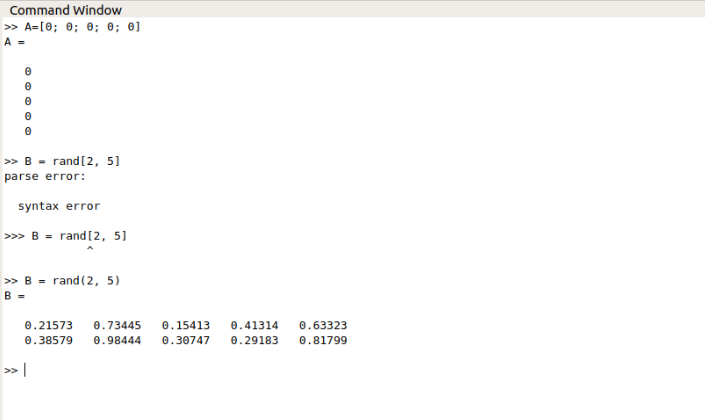 Command Window
>> A=[0; 0; 0; 0; 0]
A =
0
0
0
0
0
>> B = rand[2, 5]
parse error:
syntax error
>>> B = rand[2, 5]
^
>> B = rand(2, 5)
B =
0.21573 0.73445 0.15413 0.41314 0.63323
0.38579 0.98444 0.30747 0.29183 0.81799
>>